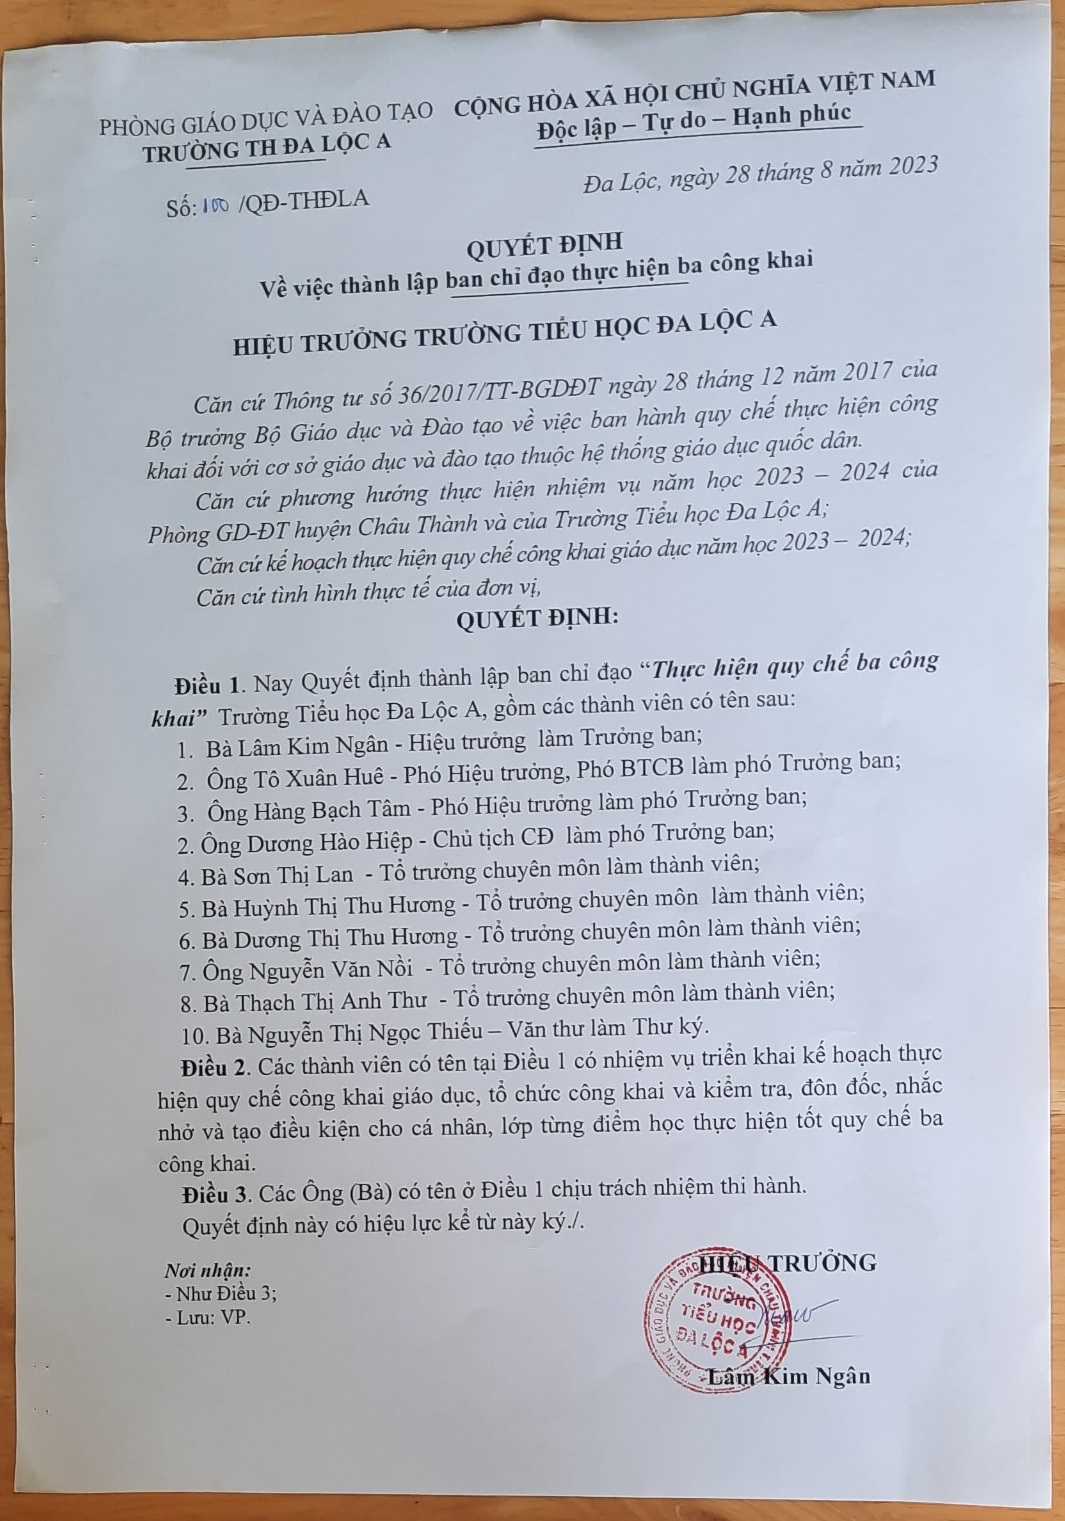 PHÒNG GIÁO DỤC VÀ ĐÀO TẠO
TRƯỜNG TH ĐA LỘC A
CỘNG HÒA XÃ HỘI CHỦ NGHĨA VIỆT NAM
Độc lập – Tự do – Hạnh phúc
Số: 100 /QĐ-THĐLA
Đa Lộc, ngày 28 tháng 8 năm 2023
QUYẾT ĐỊNH
Về việc thành lập ban chỉ đạo thực hiện ba công khai
HIỆU TRƯỞNG TRƯỜNG TIỂU HỌC ĐA LỘC A
Căn cứ Thông tư số 36/2017/TT-BGDĐT ngày 28 tháng 12 năm 2017 của
Bộ trưởng Bộ Giáo dục và Đào tạo về việc ban hành quy chế thực hiện công
khai đối với cơ sở giáo dục và đào tạo thuộc hệ thống giáo dục quốc dân.
Căn cứ phương hướng thực hiện nhiệm vụ năm học 2023 – 2024 của
Phòng GD-ĐT huyện Châu Thành và của Trường Tiểu học Đa Lộc A;
Căn cứ kế hoạch thực hiện quy chế công khai giáo dục năm học 2023 – 2024;
Căn cứ tình hình thực tế của đơn vị,
QUYẾT ĐỊNH:
Điều 1. Nay Quyết định thành lập ban chỉ đạo “Thực hiện quy chế ba công
khai” Trường Tiểu học Đa Lộc A, gồm các thành viên có tên sau:
1. Bà Lâm Kim Ngân - Hiệu trưởng làm Trưởng ban;
2. Ông Tô Xuân Huê - Phó Hiệu trưởng, Phó BTCB làm phó Trưởng ban;
3. Ông Hàng Bạch Tâm - Phó Hiệu trưởng làm phó Trưởng ban;
2. Ông Dương Hào Hiệp - Chủ tịch CĐ làm phó Trưởng ban;
4. Bà Sơn Thị Lan - Tổ trưởng chuyên môn làm thành viên;
5. Bà Huỳnh Thị Thu Hương - Tổ trưởng chuyên môn làm thành viên;
6. Bà Dương Thị Thu Hương - Tổ trưởng chuyên môn làm thành viên;
7. Ông Nguyễn Văn Nồi - Tổ trưởng chuyên môn làm thành viên;
8. Bà Thạch Thị Anh Thư - Tổ trưởng chuyên môn làm thành viên;
10. Bà Nguyễn Thị Ngọc Thiếu – Văn thư làm Thư ký.
Điều 2. Các thành viên có tên tại Điều 1 có nhiệm vụ triển khai kế hoạch thực
hiện quy chế công khai giáo dục, tổ chức công khai và kiểm tra, đôn đốc, nhắc
nhở và tạo điều kiện cho cá nhân, lớp từng điểm học thực hiện tốt quy chế ba
công khai.
Điều 3. Các Ông (Bà) có tên ở Điều 1 chịu trách nhiệm thi hành.
Quyết định này có hiệu lực kể từ này ký./.
Nơi nhận:
- Như Điều 3;
- Lưu: VP.
HIỆU TRƯỞNG
TRƯỜNG
TIỂU HỌC
ĐA LỘC A
Lâm Kim Ngân